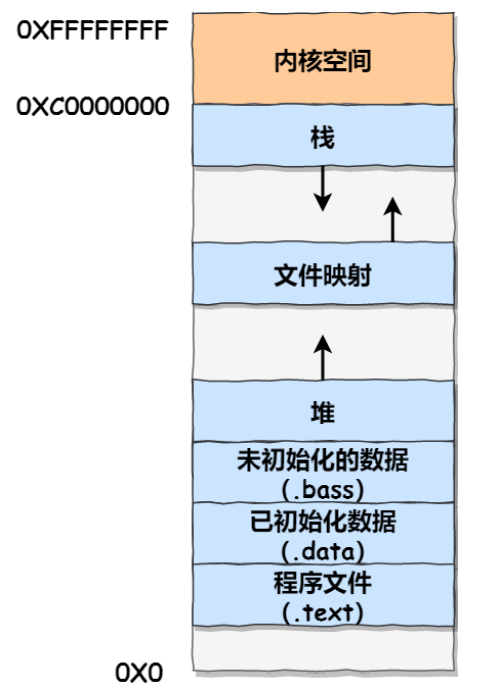 0XFFFFFFFF
内核空间
0XC0000000
栈
文件映射
堆
未初始化的数据
(.bass)
已初始化数据
(.data)
程序文件
(.text)
0X0